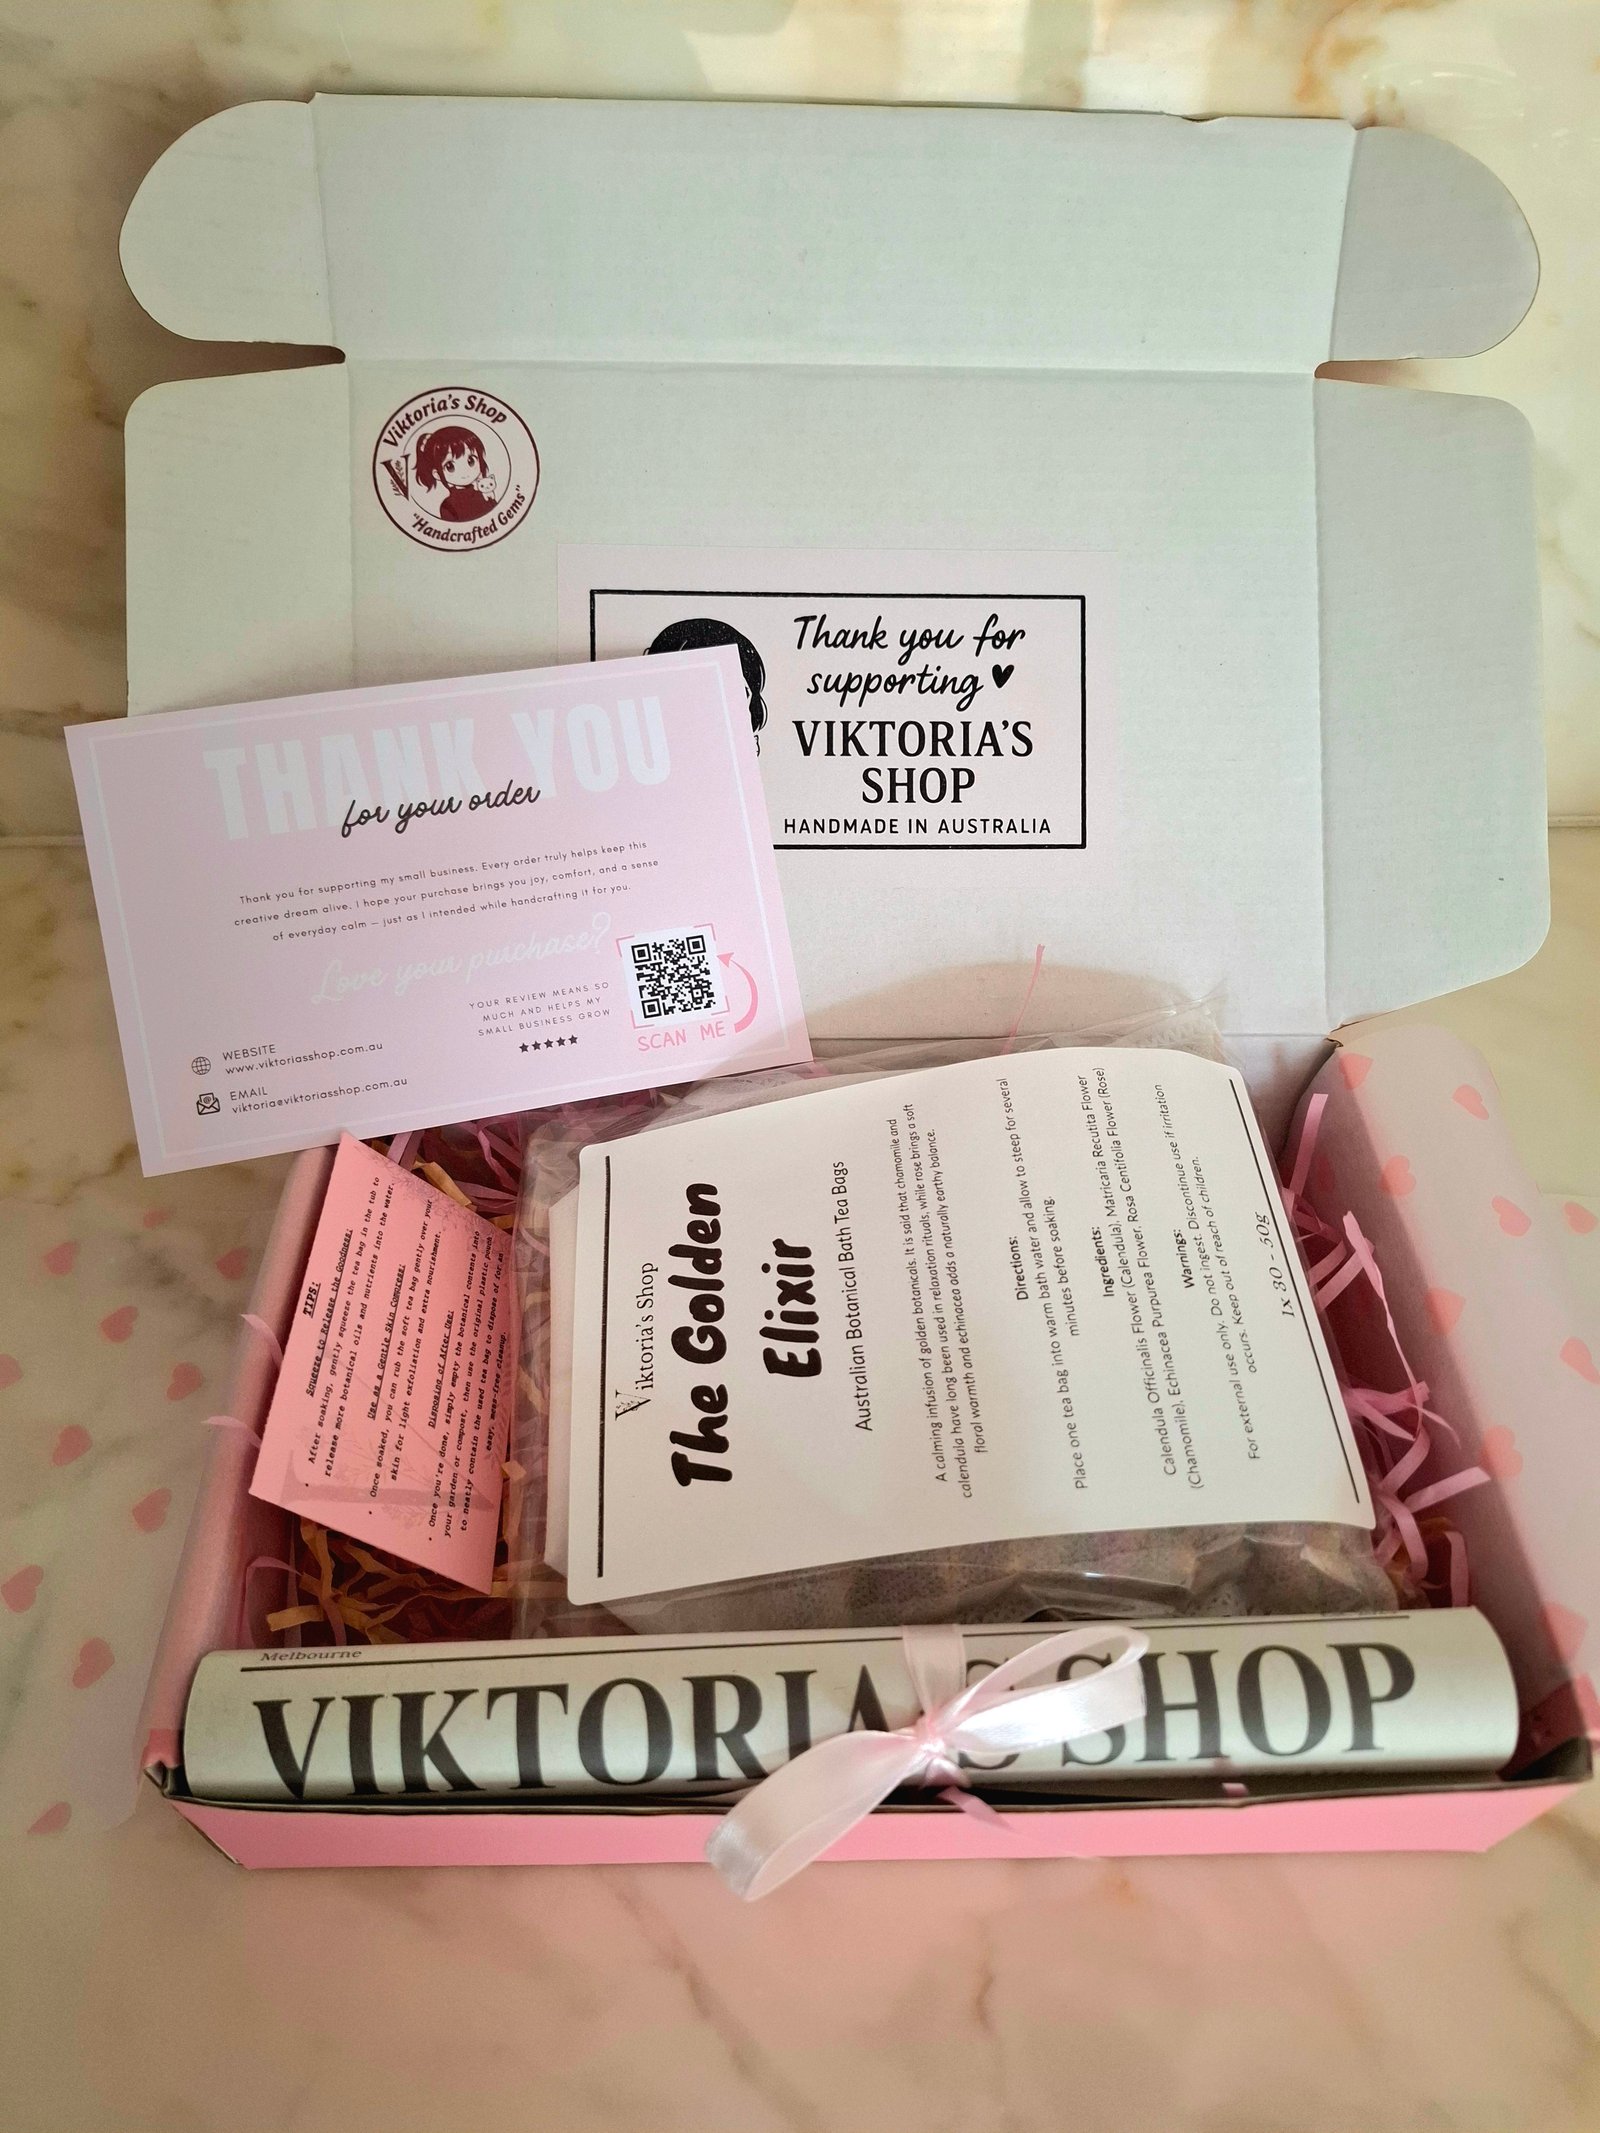 Viktoria's Shop
"Handcrafted Gems"
Thank you for
supporting ♥
VIKTORIA'S
SHOP
HANDMADE IN AUSTRALIA
THANK YOU
for your order
Thank you for supporting my small business. Every order truly helps keep this
creative dream alive. I hope your purchase brings you joy, comfort, and a sense
of everyday calm – just as I intended while handcrafting it for you.
Love your purchase?
YOUR REVIEW MEANS SO
MUCH AND HELPS MY
SMALL BUSINESS GROW
★★★★★
SCAN ME
WEBSITE
www.viktoriasshop.com.au
EMAIL
viktoria@viktoriasshop.com.au
TIPS:
Squeeze to Release the Goodness:
• After soaking, gently squeeze the tea bag in the tub to
release more botanical oils and nutrients into the water.
Use as a Gentle Skin Compress:
• Once soaked, you can rub the soft tea bag gently over your
skin for light exfoliation and extra nourishment.
Disposing of After Use:
• Once you're done, simply empty the botanical contents into
your garden or compost, then use the original plastic pouch
to neatly contain the used tea bag to dispose of for an
easy, mess-free cleanup.
Viktoria's Shop
The Golden
Elixir
Australian Botanical Bath Tea Bags
A calming infusion of golden botanicals. It is said that chamomile and
calendula have long been used in relaxation rituals, while rose brings a soft
floral warmth and echinacea adds a naturally earthy balance.
Directions:
Place one tea bag into warm bath water and allow to steep for several
minutes before soaking.
Ingredients:
Calendula Officinalis Flower (Calendula), Matricaria Recutita Flower
(Chamomile), Echinacea Purpurea Flower, Rosa Centifolia Flower (Rose)
Warnings:
For external use only. Do not ingest. Discontinue use if irritation
occurs. Keep out of reach of children.
1x 30 - 50g
Melbourne
VIKTORIA'S SHOP